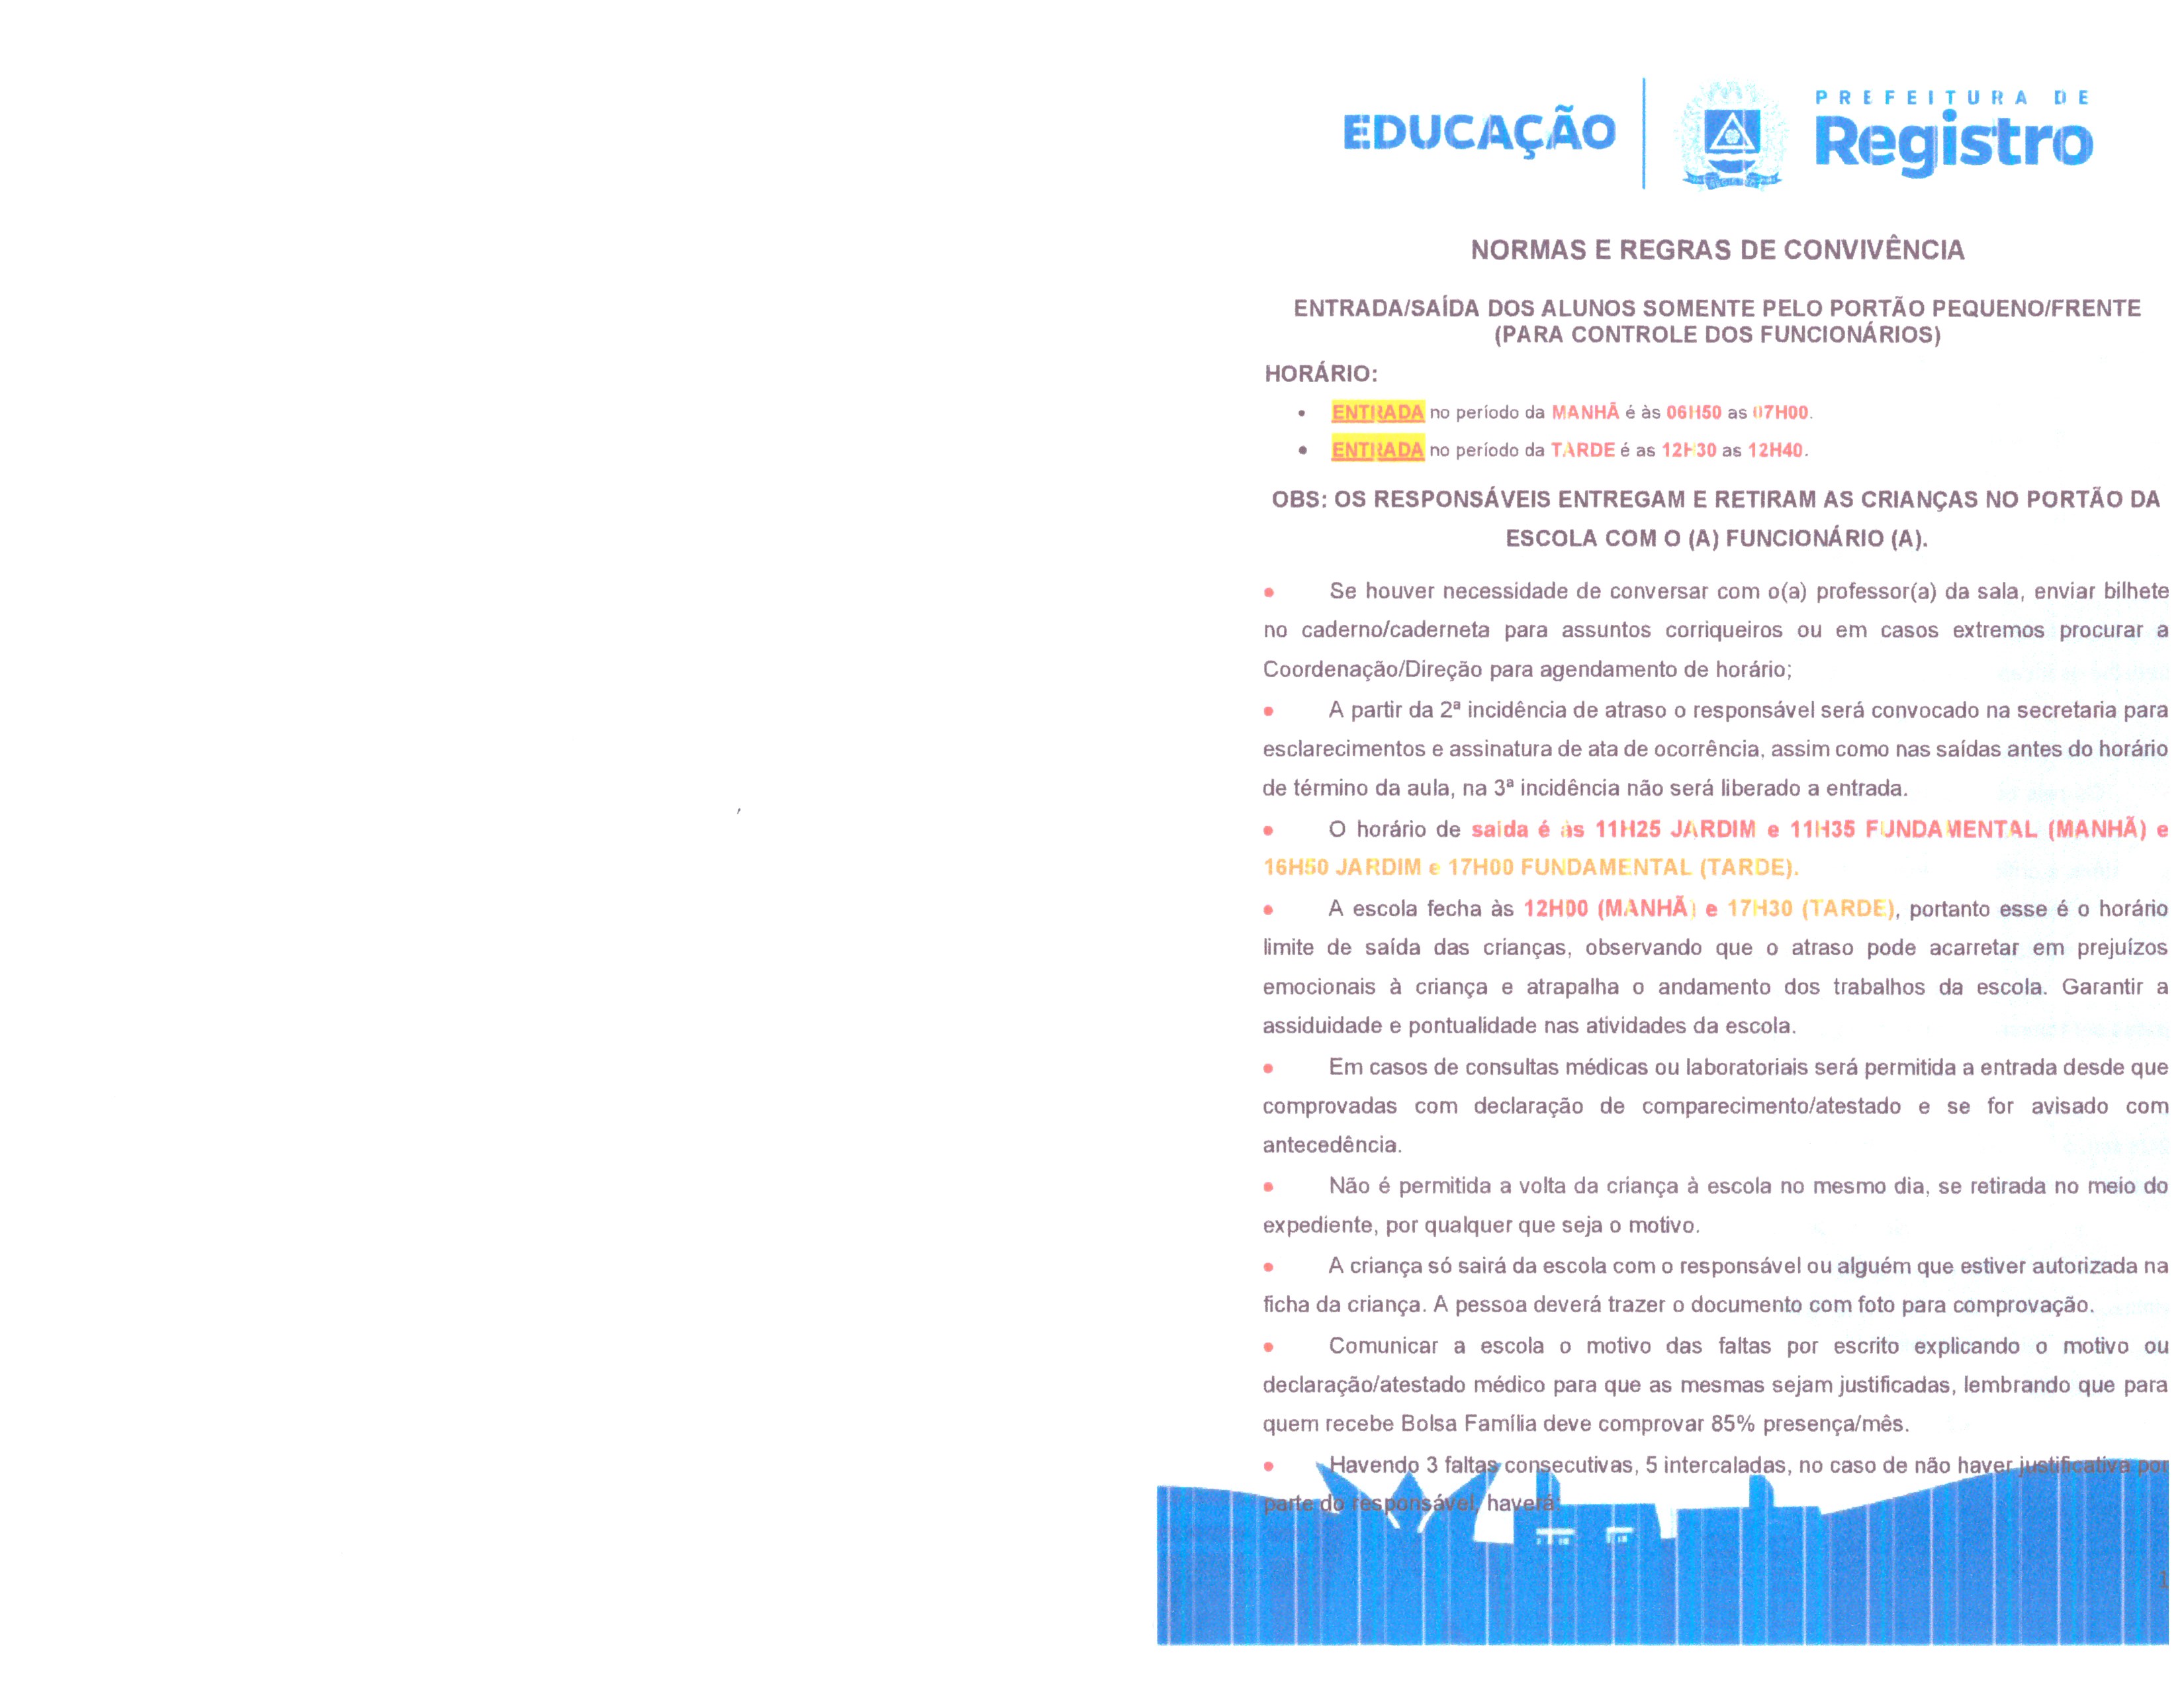 EDUCAÇÃO
PREFEITURA DE
Registro
NORMAS E REGRAS DE CONVIVÊNCIA
ENTRADA/SAÍDA DOS ALUNOS SOMENTE PELO PORTÃO PEQUENO/FRENTE
(PARA CONTROLE DOS FUNCIONÁRIOS)
HORÁRIO:
• ENTRADA no período da MANHÃ é às 06H50 as 07H00.
• ENTRADA no período da TARDE é as 12H30 as 12H40.
OBS: OS RESPONSÁVEIS ENTREGAM E RETIRAM AS CRIANÇAS NO PORTÃO DA
ESCOLA COM O (A) FUNCIONÁRIO (A).
• Se houver necessidade de conversar com o(a) professor(a) da sala, enviar bilhete
no caderno/caderneta para assuntos corriqueiros ou em casos extremos procurar a
Coordenação/Direção para agendamento de horário;
• A partir da 2ª incidência de atraso o responsável será convocado na secretaria para
esclarecimentos e assinatura de ata de ocorrência, assim como nas saídas antes do horário
de término da aula, na 3ª incidência não será liberado a entrada.
• O horário de saída é às 11H25 JARDIM e 11H35 FUNDAMENTAL (MANHÃ) e
16H50 JARDIM e 17H00 FUNDAMENTAL (TARDE).
• A escola fecha às 12H00 (MANHÃ) e 17H30 (TARDE), portanto esse é o horário
limite de saída das crianças, observando que o atraso pode acarretar em prejuízos
emocionais à criança e atrapalha o andamento dos trabalhos da escola. Garantir a
assiduidade e pontualidade nas atividades da escola.
• Em casos de consultas médicas ou laboratoriais será permitida a entrada desde que
comprovadas com declaração de comparecimento/atestado e se for avisado com
antecedência.
• Não é permitida a volta da criança à escola no mesmo dia, se retirada no meio do
expediente, por qualquer que seja o motivo.
• A criança só sairá da escola com o responsável ou alguém que estiver autorizada na
ficha da criança. A pessoa deverá trazer o documento com foto para comprovação.
• Comunicar a escola o motivo das faltas por escrito explicando o motivo ou
declaração/atestado médico para que as mesmas sejam justificadas, lembrando que para
quem recebe Bolsa Família deve comprovar 85% presença/mês.
• Havendo 3 faltas consecutivas, 5 intercaladas, no caso de não haver justificativa por
parte do responsável, haverá:
1